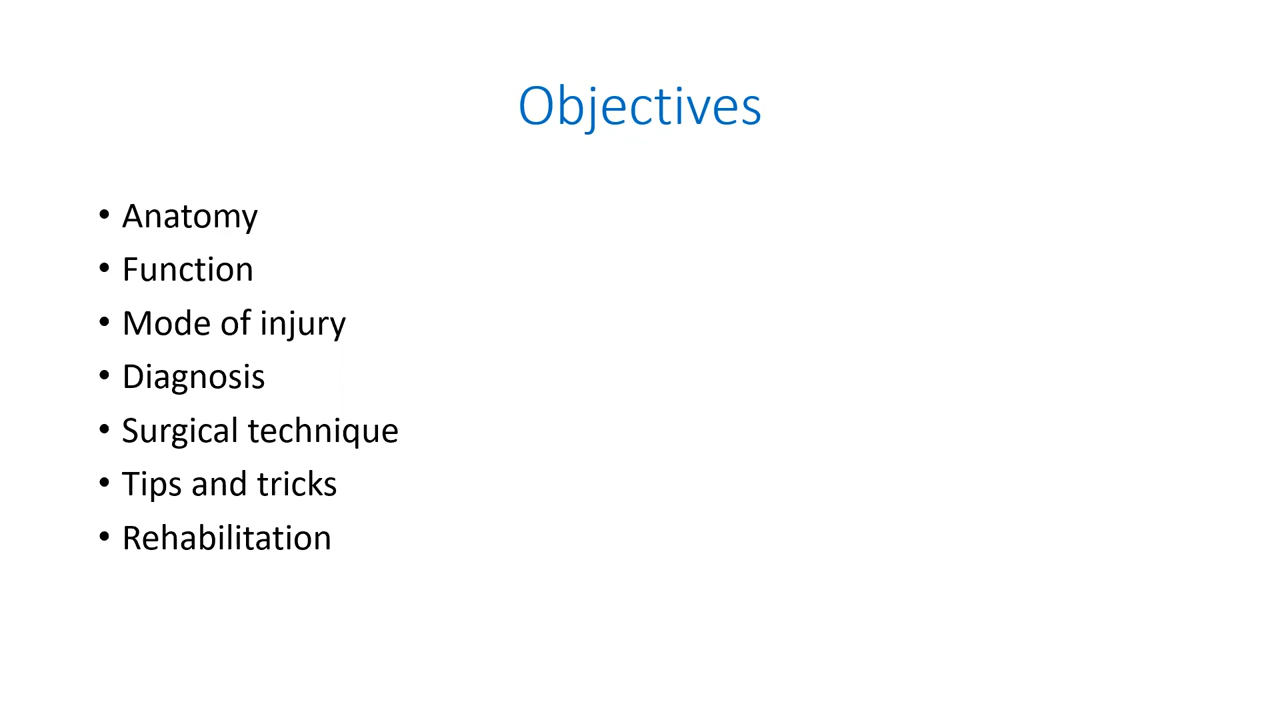 Objectives
• Anatomy
• Function
• Mode of injury
• Diagnosis
• Surgical technique
• Tips and tricks
• Rehabilitation